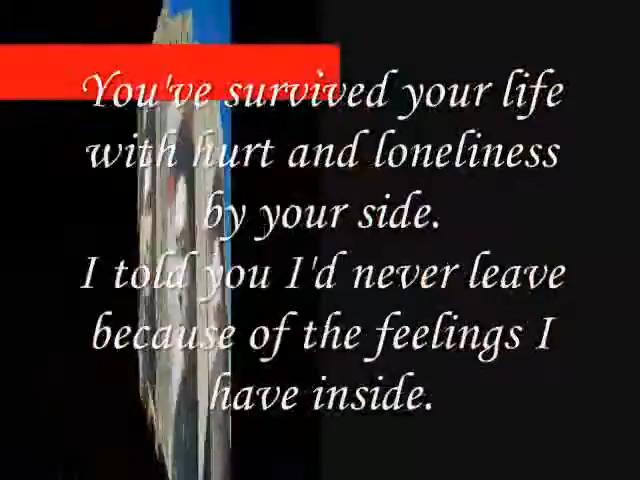 You've survived your life
with hurt and loneliness
by your side.
I told you I'd never leave
because of the feelings I
have inside.